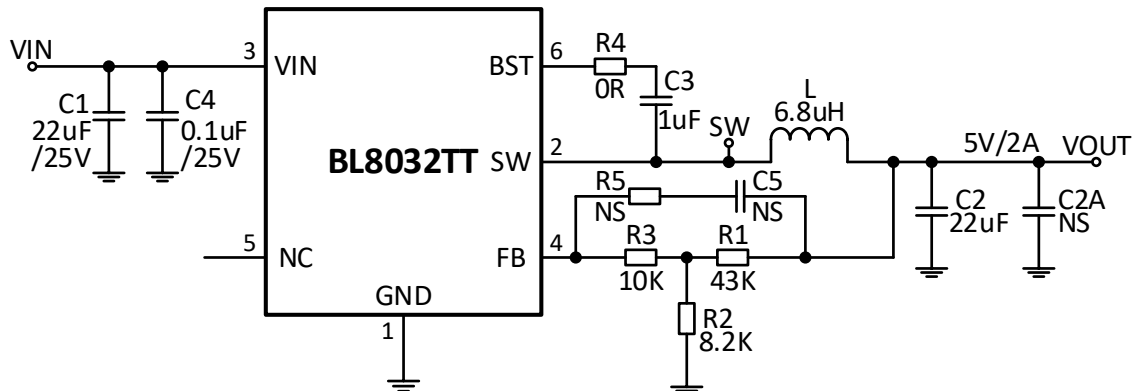 VIN
3
VIN
C1
22uF
/25V
C4
0.1uF
/25V
BL8032TT
BST
6
R4
0R
C3
1uF
SW
2
SW
L
6.8uH
5V/2A
VOUT
R5
NS
C5
NS
C2
22uF
C2A
NS
5
NC
FB
4
R3
10K
R1
43K
GND
1
R2
8.2K